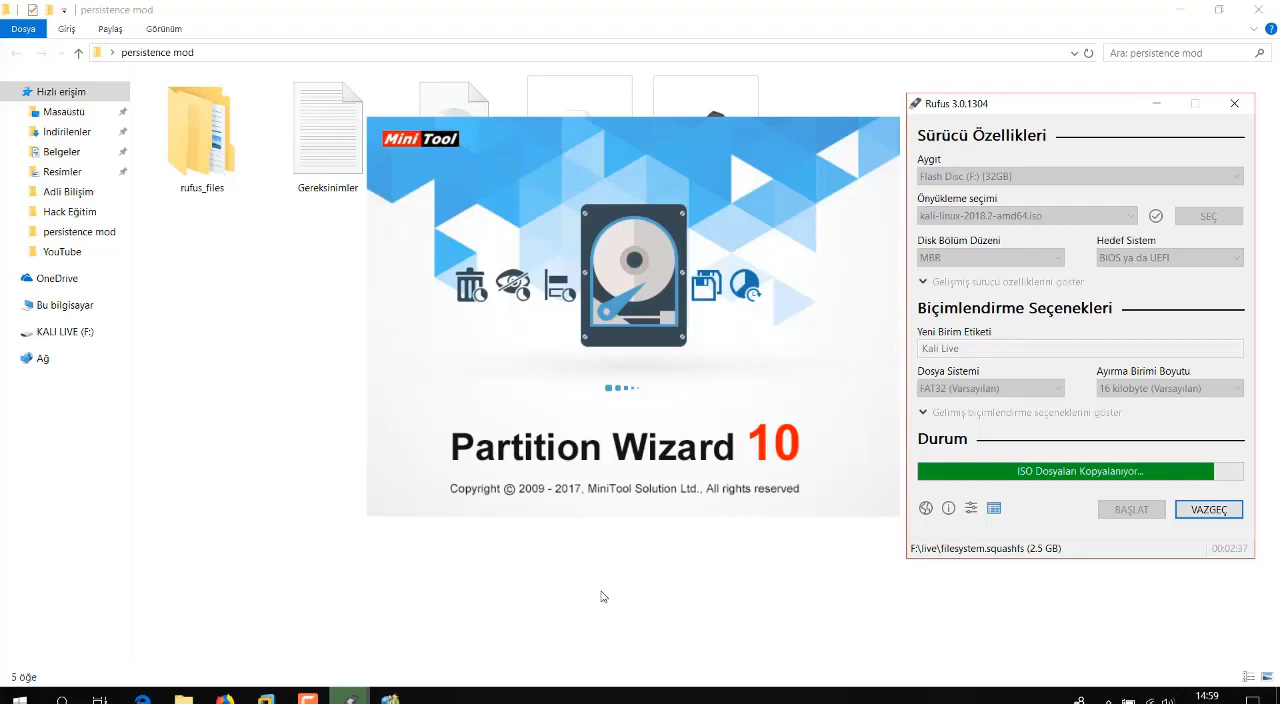 persistence mod
Dosya
Giriş
Paylaş
Görünüm
persistence mod
Ara: persistence mod
Hızlı erişim
Masaüstü
İndirilenler
Belgeler
Resimler
Adli Bilişim
Hack Eğitim
persistence mod
YouTube
OneDrive
Bu bilgisayar
KALI LIVE (F:)
Ağ
rufus_files
Gereksinimler
Mini Tool
Partition Wizard 10
Copyright © 2009 - 2017, MiniTool Solution Ltd., All rights reserved
Rufus 3.0.1304
Sürücü Özellikleri
Aygıt
Flash Disc (F:) [32GB]
Önyükleme seçimi
kali-linux-2018.2-amd64.iso
SEÇ
Disk Bölüm Düzeni
Hedef Sistem
MBR
BIOS ya da UEFI
Gelişmiş sürücü özelliklerini göster
Biçimlendirme Seçenekleri
Yeni Birim Etiketi
Kali Live
Dosya Sistemi
Ayırma Birimi Boyutu
FAT32 (Varsayılan)
16 kilobyte (Varsayılan)
Gelişmiş biçimlendirme seçeneklerini göster
Durum
ISO Dosyaları Kopyalanıyor...
BAŞLAT
VAZGEÇ
F:\live\filesystem.squashfs (2.5 GB)
00:02:37
5 öğe
14:59